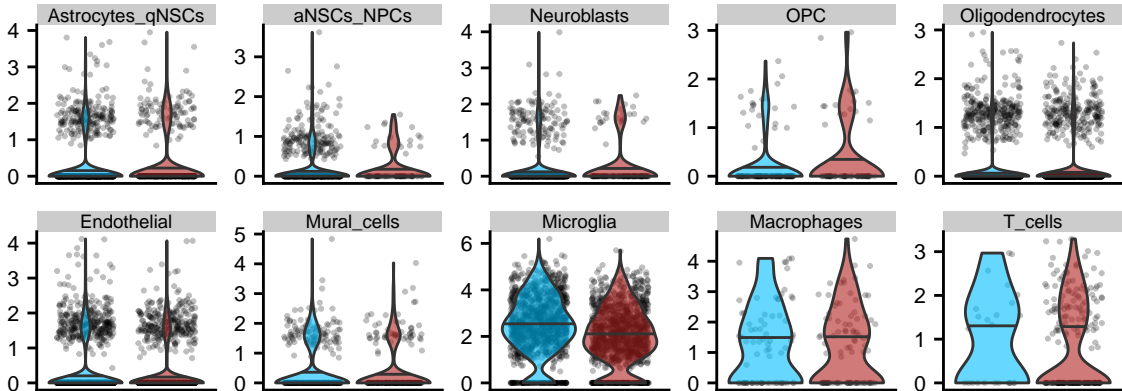 Astrocytes_qNSCs aNSCs_NPCs Neuroblasts OPC Oligodendrocytes
4 3 2 1 0
3 2 1 0
4 3 2 1 0
3 2 1 0
3 2 1 0
Endothelial Mural_cells Microglia Macrophages T_cells
4 3 2 1 0
5 4 3 2 1 0
6 4 2 0
4 3 2 1 0
3 2 1 0